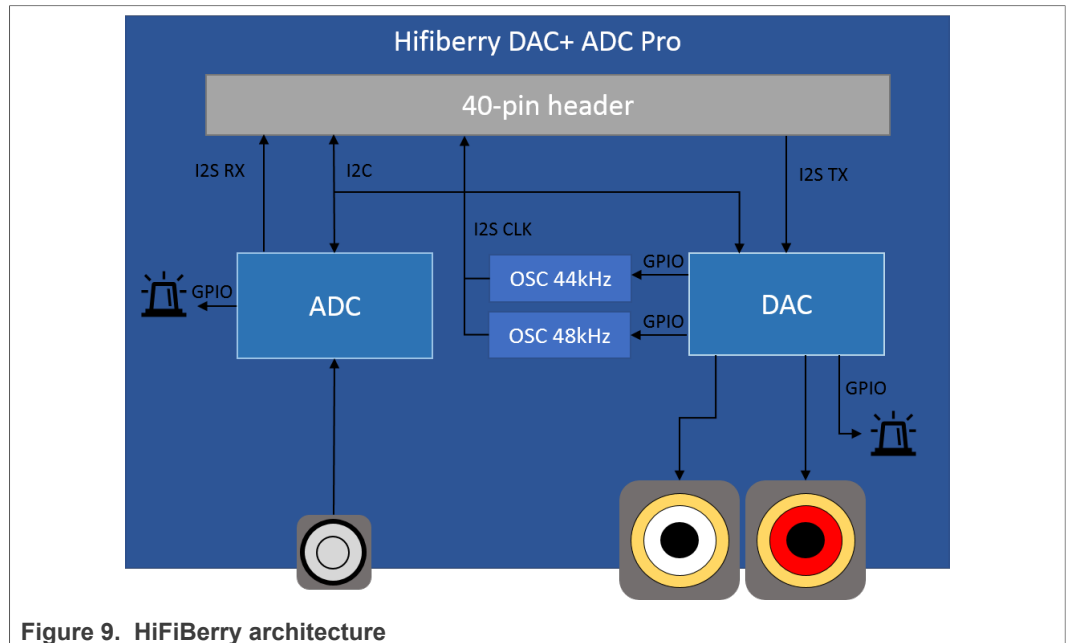 Hifiberry DAC+ ADC Pro
40-pin header
I2S RX
I2C
I2S TX
I2S CLK
GPIO
OSC 44kHz
GPIO
ADC
DAC
OSC 48kHz
GPIO
GPIO
Figure 9. HiFiBerry architecture